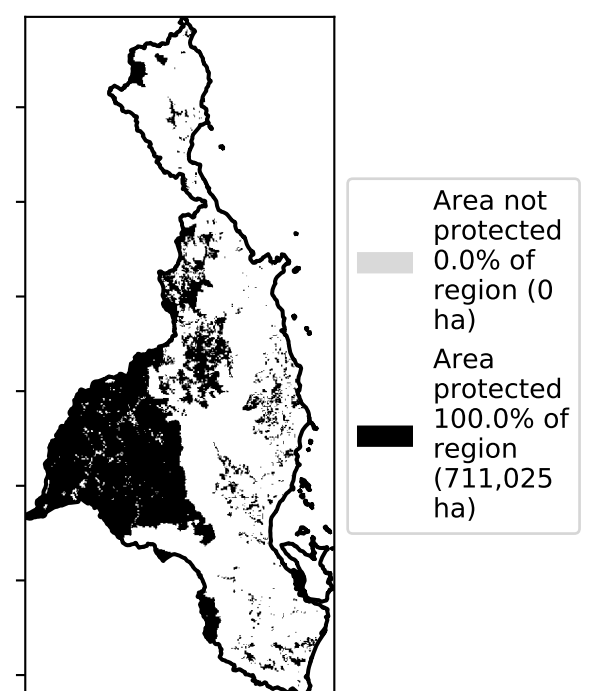 Area not
protected
0.0% of
region (0
ha)
Area
protected
100.0% of
region
(711,025
ha)